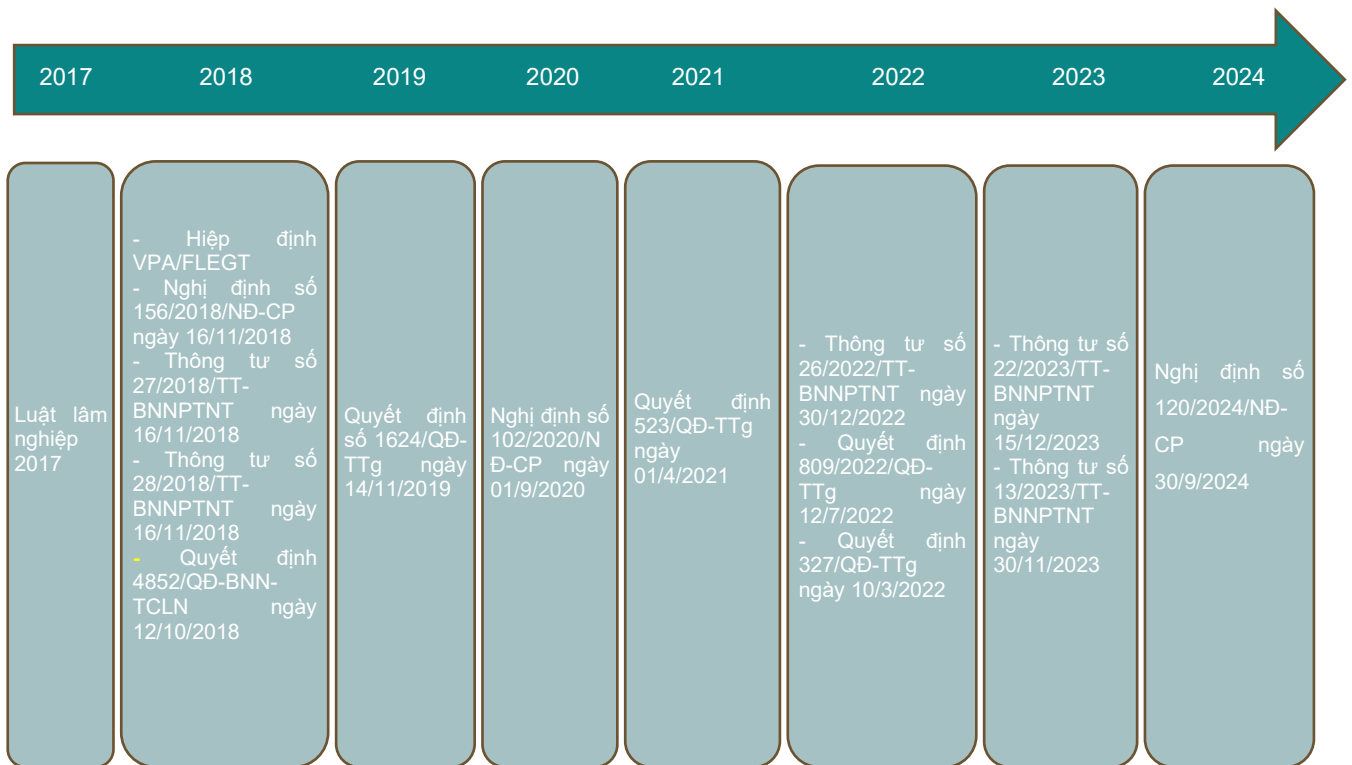 2017 2018 2019 2020 2021 2022 2023 2024
Luật lâm
nghiệp
2017
- Hiệp định
VPA/FLEGT
- Nghị định số
156/2018/NĐ-CP
ngày 16/11/2018
- Thông tư số
27/2018/TT-
BNNPTNT ngày
16/11/2018
- Thông tư số
28/2018/TT-
BNNPTNT ngày
16/11/2018
- Quyết định
4852/QĐ-BNN-
TCLN ngày
12/10/2018
Quyết định
số 1624/QĐ-
TTg ngày
14/11/2019
Nghị định số
102/2020/N
Đ-CP ngày
01/9/2020
Quyết định
523/QĐ-TTg
ngày
01/4/2021
- Thông tư số
26/2022/TT-
BNNPTNT ngày
30/12/2022
- Quyết định
809/2022/QĐ-
TTg ngày
12/7/2022
- Quyết định
327/QĐ-TTg
ngày 10/3/2022
- Thông tư số
22/2023/TT-
BNNPTNT
ngày
15/12/2023
- Thông tư số
13/2023/TT-
BNNPTNT
ngày
30/11/2023
Nghị định số
120/2024/NĐ-
CP ngày
30/9/2024